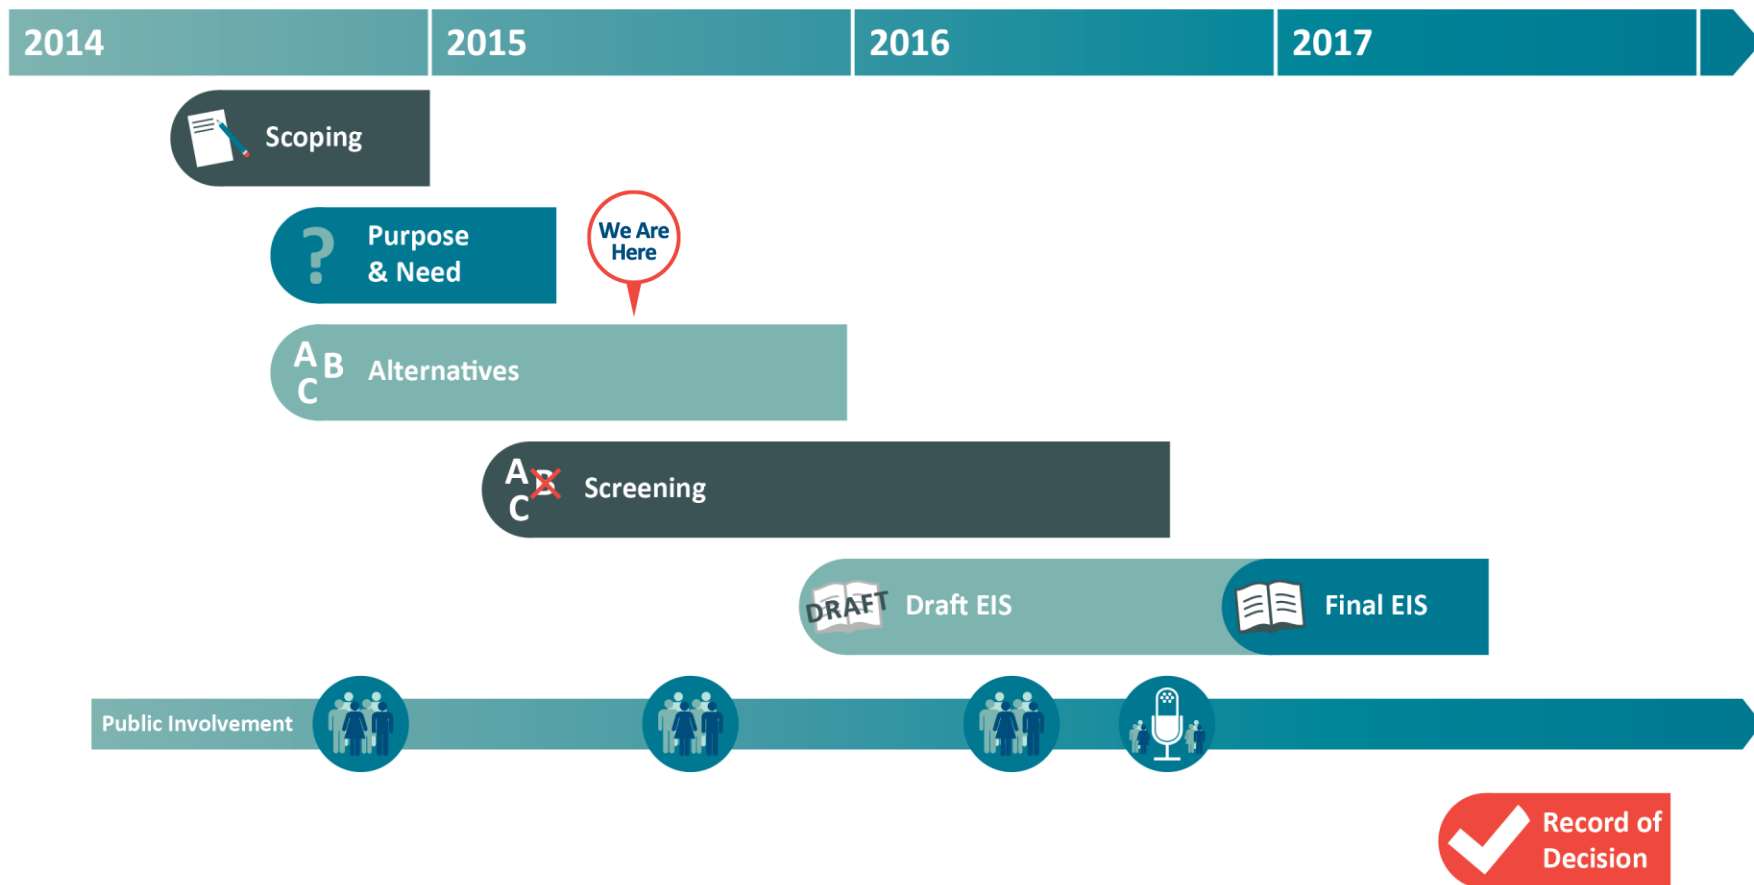 2014
2015
2016
2017
Scoping
Purpose
& Need
We Are
Here
A B
C
Alternatives
A B
C
Screening
DRAFT
Draft EIS
Final EIS
Public Involvement
Record of
Decision